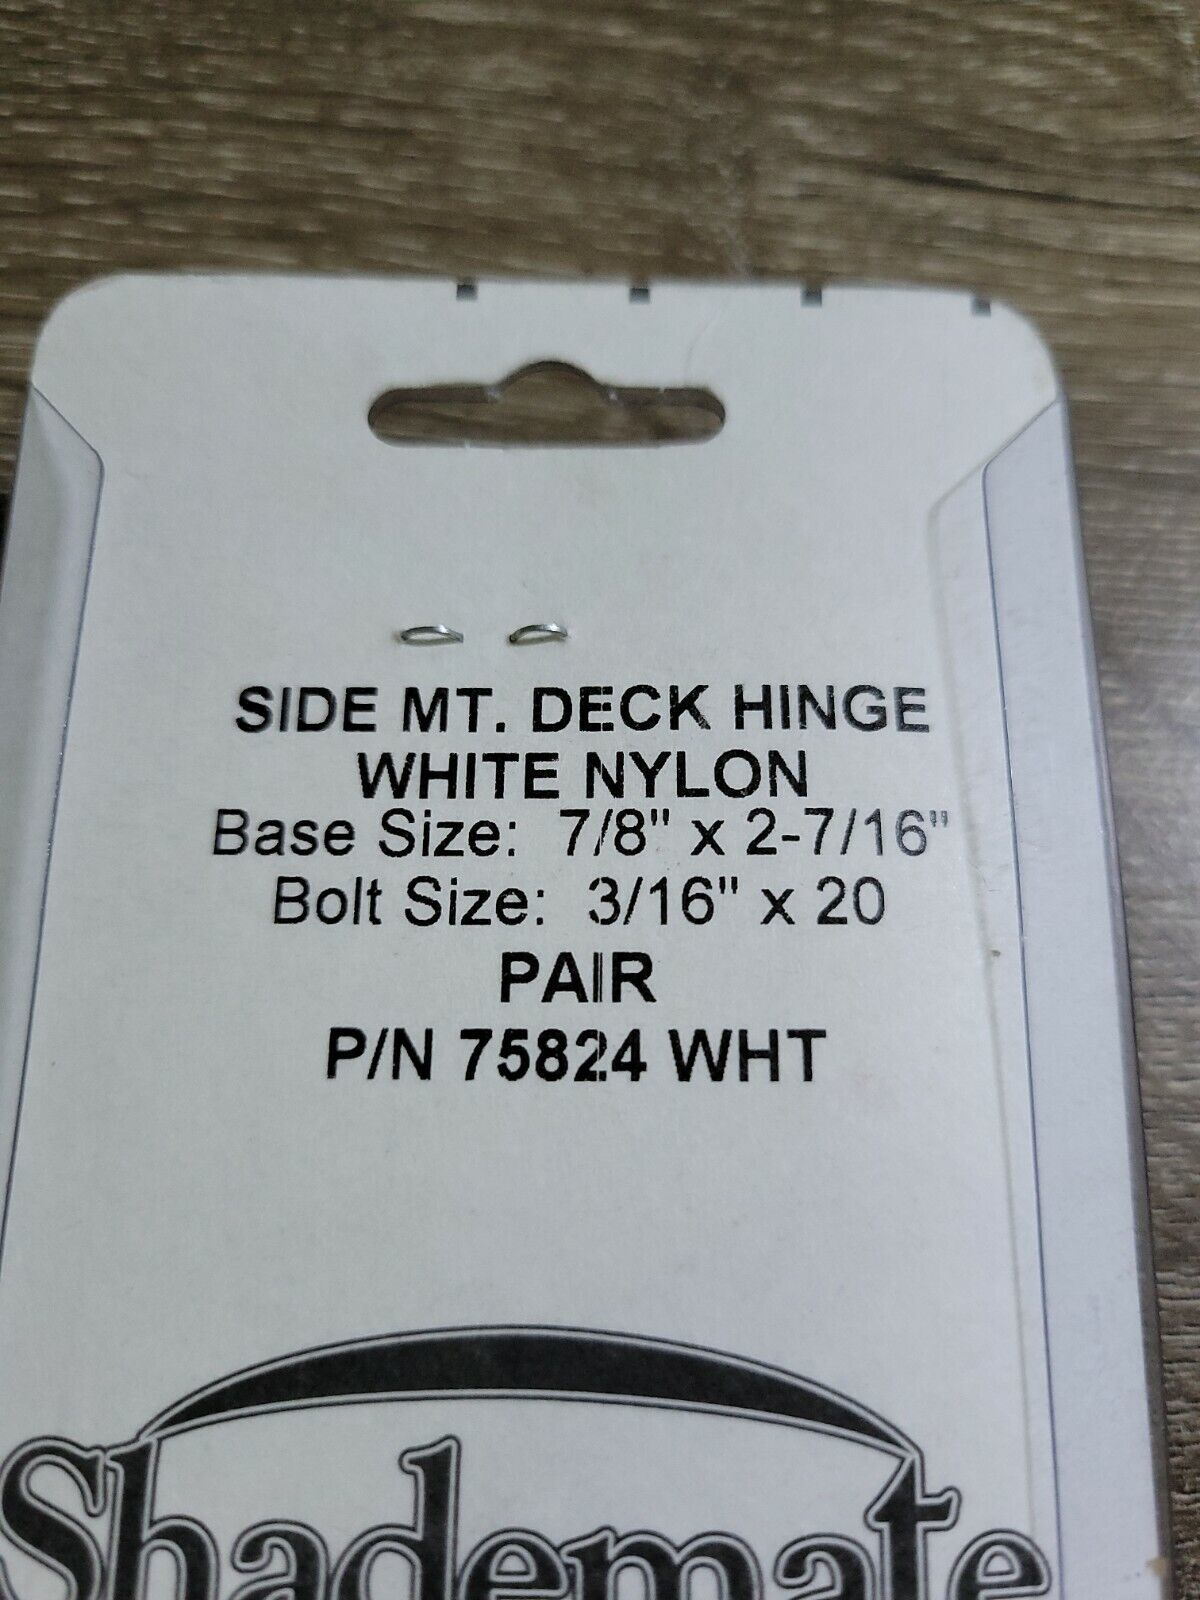 SIDE MT. DECK HINGE
WHITE NYLON
Base Size: 7/8" x 2-7/16"
Bolt Size: 3/16" x 20
PAIR
P/N 75824 WHT
Shademate